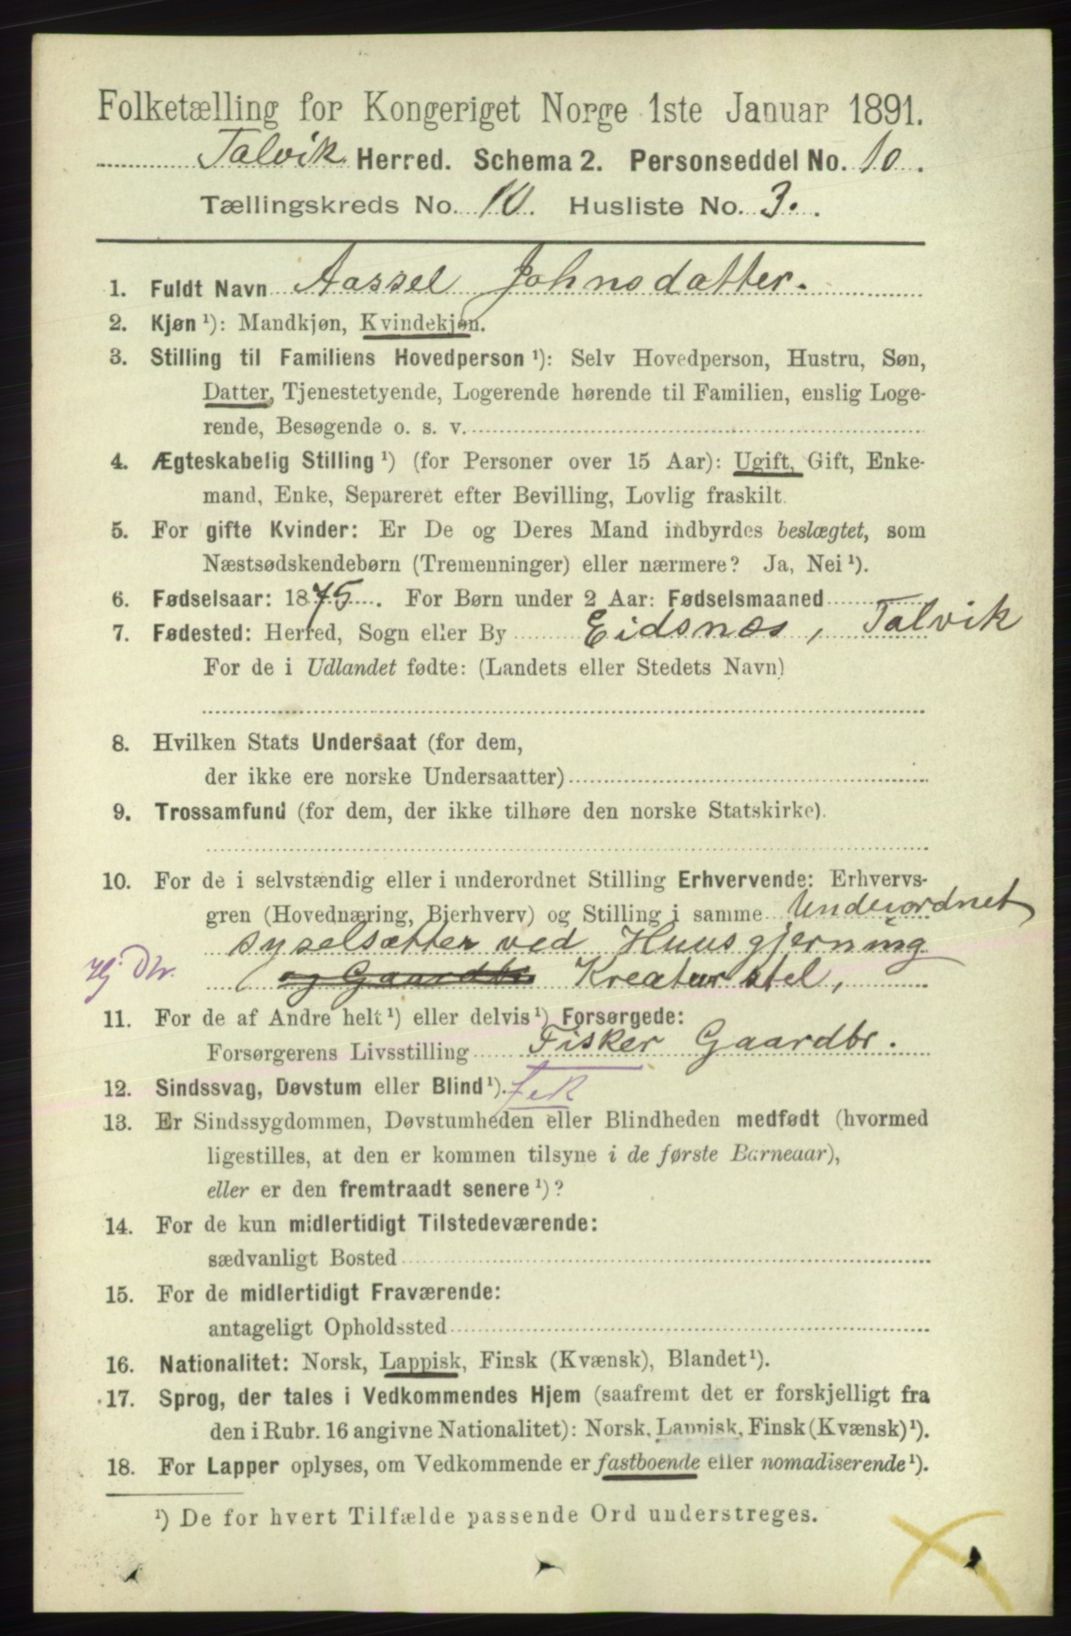 Folketælling for Kongeriget Norge 1ste Januar 1891.
Talvik Herred. Schema 2. Personseddel No. 10.
Tællingskreds No. 10. Husliste No. 3.
1. Fuldt Navn Aassel Johnsdatter.
2. Kjøn ¹): Mandkjøn, Kvindekjøn.
3. Stilling til Familiens Hovedperson ¹): Selv Hovedperson, Hustru, Søn,
Datter, Tjenestetyende, Logerende hørende til Familien, enslig Loge-
rende, Besøgende o. s. v.
4. Ægteskabelig Stilling ¹) (for Personer over 15 Aar): Ugift, Gift, Enke-
mand, Enke, Separeret efter Bevilling, Lovlig fraskilt.
5. For gifte Kvinder: Er De og Deres Mand indbyrdes beslægtet, som
Næstsødskendebørn (Tremenninger) eller nærmere? Ja, Nei ¹).
6. Fødselsaar: 1875. For Børn under 2 Aar: Fødselsmaaned
7. Fødested: Herred, Sogn eller By Eidsnæs, Talvik
For de i Udlandet fødte: (Landets eller Stedets Navn)
8. Hvilken Stats Undersaat (for dem,
der ikke ere norske Undersaatter)
9. Trossamfund (for dem, der ikke tilhøre den norske Statskirke).
10. For de i selvstændig eller i underordnet Stilling Erhvervende: Erhvervs-
gren (Hovednæring, Bierhverv) og Stilling i samme Underordnet
syselsætter ved Huusgjerning
Hj. Dtr. og Gaardbr. Kreaturstel,
11. For de af Andre helt ¹) eller delvis ¹) Forsørgede:
Forsørgerens Livsstilling Fisker Gaardbr.
12. Sindssvag, Døvstum eller Blind ¹).
13. Er Sindssygdommen, Døvstumheden eller Blindheden medfødt (hvormed
ligestilles, at den er kommen tilsyne i de første Barneaar),
eller er den fremtraadt senere ¹)?
14. For de kun midlertidigt Tilstedeværende:
sædvanligt Bosted
15. For de midlertidigt Fraværende:
antageligt Opholdssted
16. Nationalitet: Norsk, Lappisk, Finsk (Kvænsk), Blandet ¹).
17. Sprog, der tales i Vedkommendes Hjem (saafremt det er forskjelligt fra
den i Rubr. 16 angivne Nationalitet): Norsk, Lappisk, Finsk (Kvænsk) ¹).
18. For Lapper oplyses, om Vedkommende er fastboende eller nomadiserende ¹).
¹) De for hvert Tilfælde passende Ord understreges.